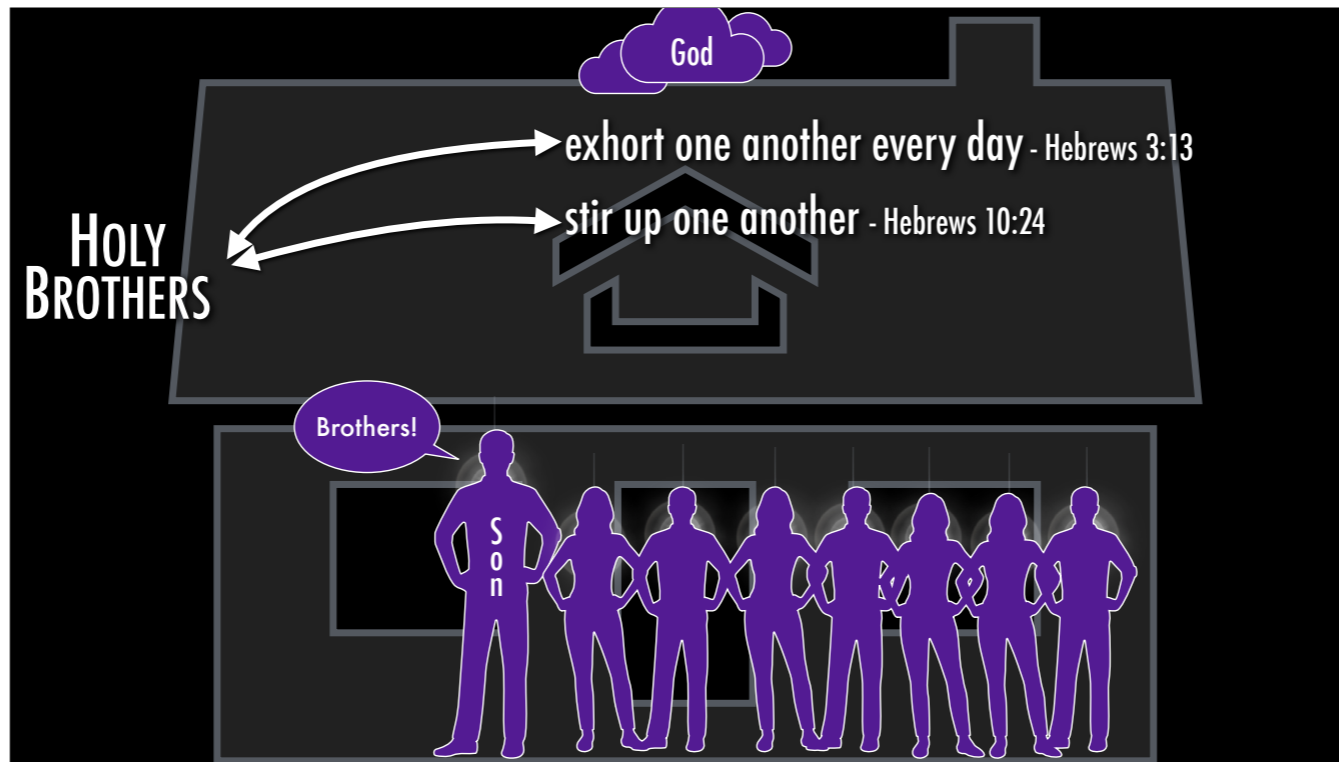 God
exhort one another every day - Hebrews 3:13
stir up one another - Hebrews 10:24
HOLY
BROTHERS
Brothers!
Son